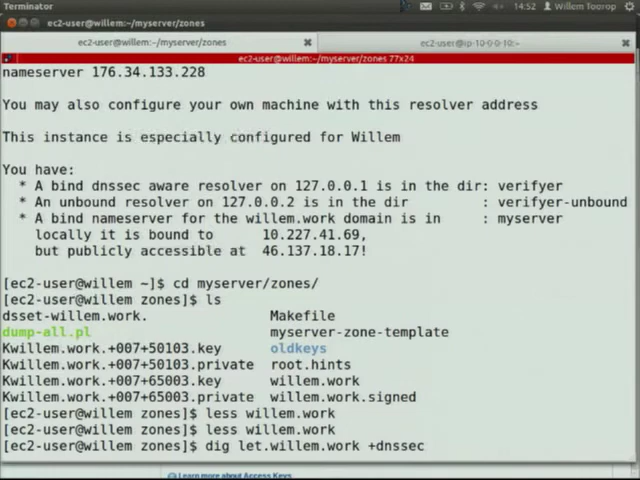 Terminator
14:52 Willem Toorop
ec2-user@willem:~/myserver/zones
ec2-user@willem:~/myserver/zones
ec2-user@ip-10-0-0-10:~
ec2-user@willem:~/myserver/zones 77x24
nameserver 176.34.133.228
You may also configure your own machine with this resolver address
This instance is especially configured for Willem
You have:
* A bind dnssec aware resolver on 127.0.0.1 is in the dir: verifyer
* An unbound resolver on 127.0.0.2 is in the dir : verifyer-unbound
* A bind nameserver for the willem.work domain is in : myserver
locally it is bound to 10.227.41.69,
but publicly accessible at 46.137.18.17!
[ec2-user@willem ~]$ cd myserver/zones/
[ec2-user@willem zones]$ ls
dsset-willem.work. Makefile
dump-all.pl myserver-zone-template
Kwillem.work.+007+50103.key oldkeys
Kwillem.work.+007+50103.private root.hints
Kwillem.work.+007+65003.key willem.work
Kwillem.work.+007+65003.private willem.work.signed
[ec2-user@willem zones]$ less willem.work
[ec2-user@willem zones]$ less willem.work
[ec2-user@willem zones]$ dig let.willem.work +dnssec
Learn more about Access Keys